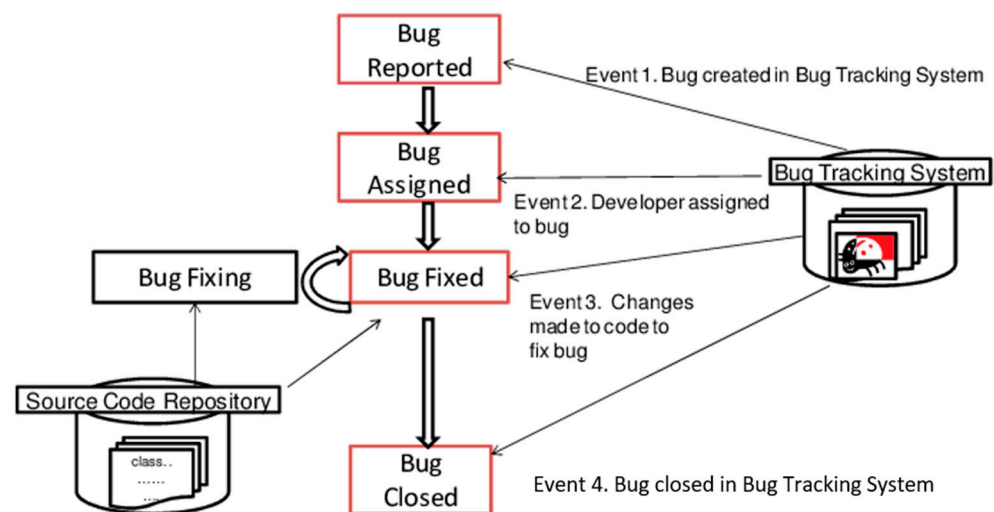 Bug
Reported
Event 1. Bug created in Bug Tracking System
Bug
Assigned
Bug Tracking System
Event 2. Developer assigned
to bug
Bug Fixing
Bug Fixed
Event 3. Changes
made to code to
fix bug
Source Code Repository
class..
......
....
Bug
Closed
Event 4. Bug closed in Bug Tracking System